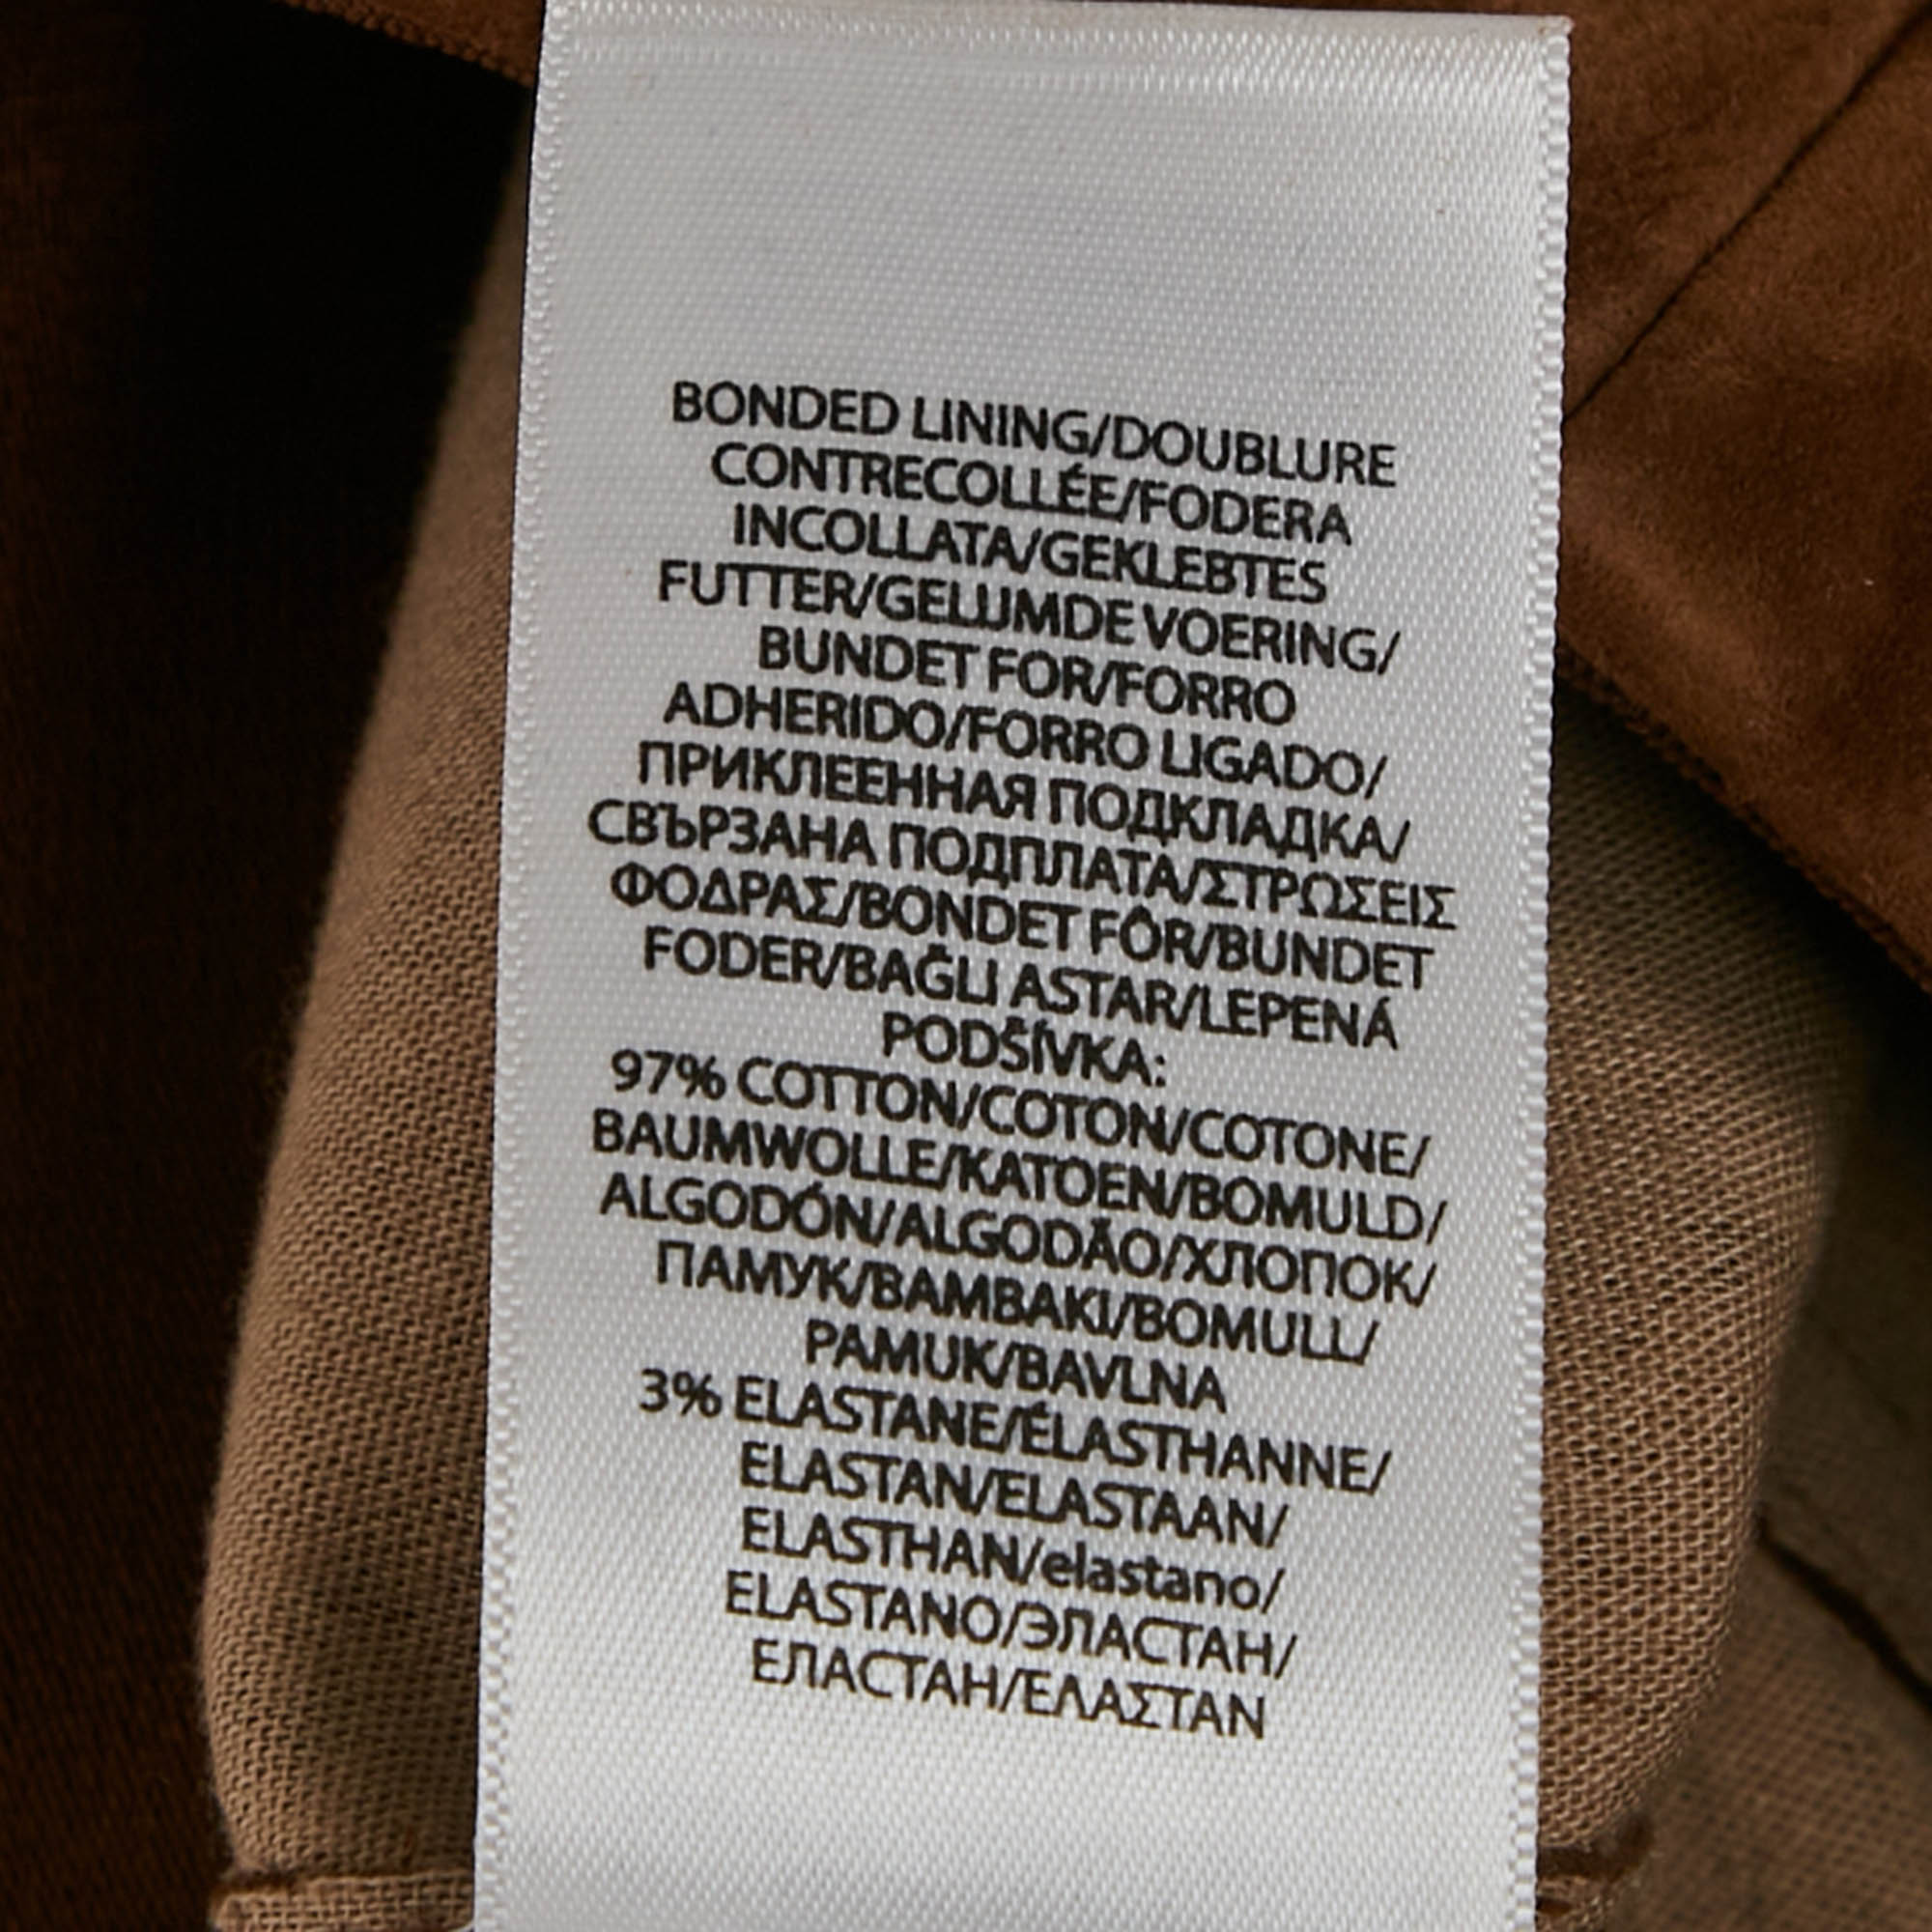 BONDED LINING/DOUBLURE
CONTRECOLLÉE/FODERA
INCOLLATA/GEKLEBTES
FUTTER/GELIJMDE VOERING/
BUNDET FOR/FORRO
ADHERIDO/FORRO LIGADO/
ПРИКЛЕЕННАЯ ПОДКЛАДКА/
СВЪРЗАНА ПОДПЛАТА/ΣΤΡΩΣΕΙΣ
ΦΟΔΡΑΣ/BONDET FÔR/BUNDET
FODER/BAĞLI ASTAR/LEPENÁ
PODŠÍVKA:
97% COTTON/COTON/COTONE/
BAUMWOLLE/KATOEN/BOMULD/
ALGODÓN/ALGODÃO/ХЛОПОК/
ПАМУК/ΒΑΜΒΑΚΙ/BOMULL/
PAMUK/BAVLNA
3% ELASTANE/ÉLASTHANNE/
ELASTAN/ELASTAAN/
ELASTHAN/elastano/
ELASTANO/ЭЛАСТАН/
ЕЛАСТАН/ΕΛΑΣΤΑΝ